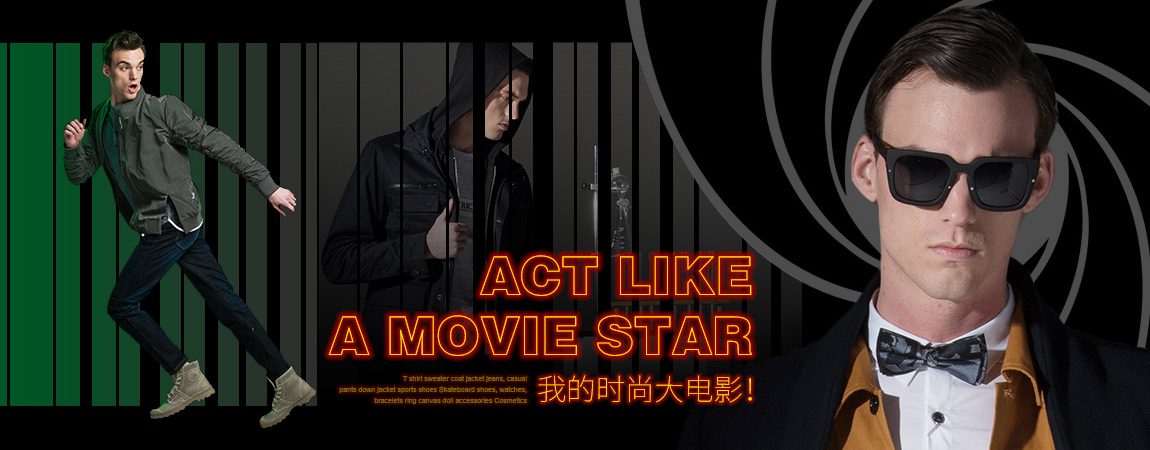 ACT LIKE
A MOVIE STAR
T shirt sweater coat jacket jeans, casual
pants down jacket sports shoes Skateboard shoes, watches,
bracelets ring canvas doll accessories Cosmetics
我的时尚大电影!